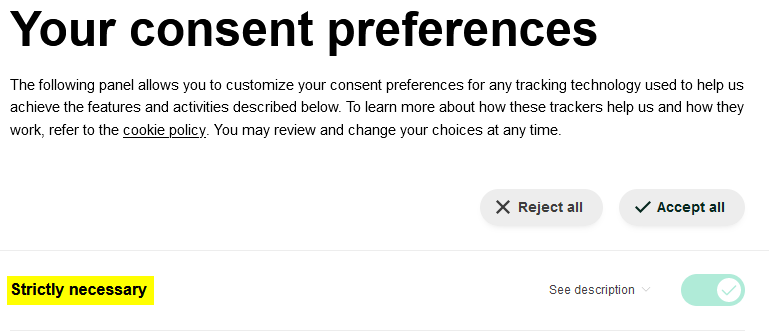 Your consent preferences
The following panel allows you to customize your consent preferences for any tracking technology used to help us
achieve the features and activities described below. To learn more about how these trackers help us and how they
work, refer to the cookie policy. You may review and change your choices at any time.
Reject all
Accept all
Strictly necessary
See description